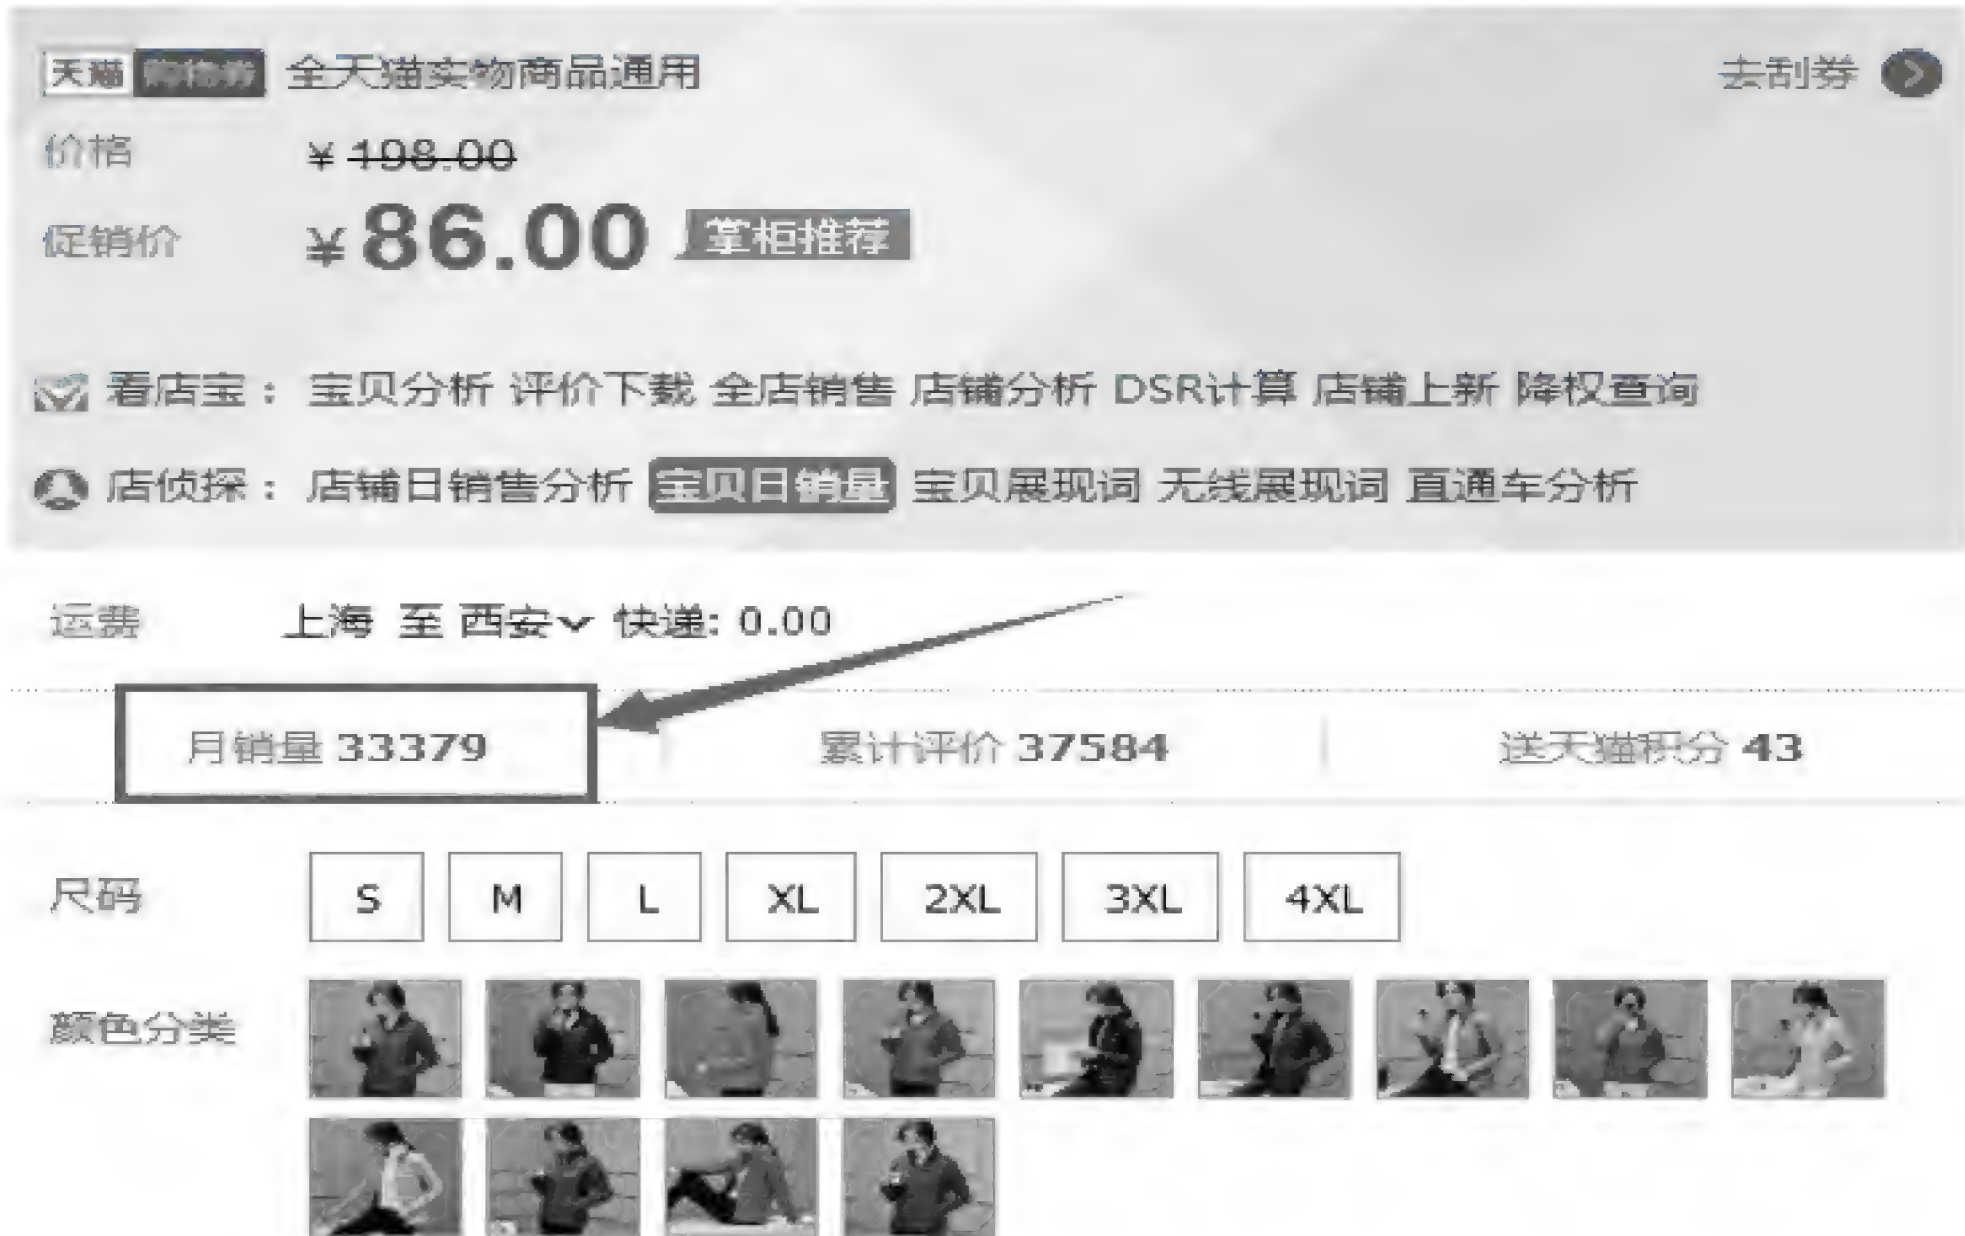 天猫 购物券 全天猫实物商品通用 去刮券
价格 ¥198.00
促销价 ¥86.00 掌柜推荐
看店宝： 宝贝分析 评价下载 全店销售 店铺分析 DSR计算 店铺上新 降权查询
店侦探： 店铺日销售分析 宝贝日销量 宝贝展现词 无线展现词 直通车分析
运费 上海 至 西安 快递: 0.00
月销量 33379 累计评价 37584 送天猫积分 43
尺码 S M L XL 2XL 3XL 4XL
颜色分类